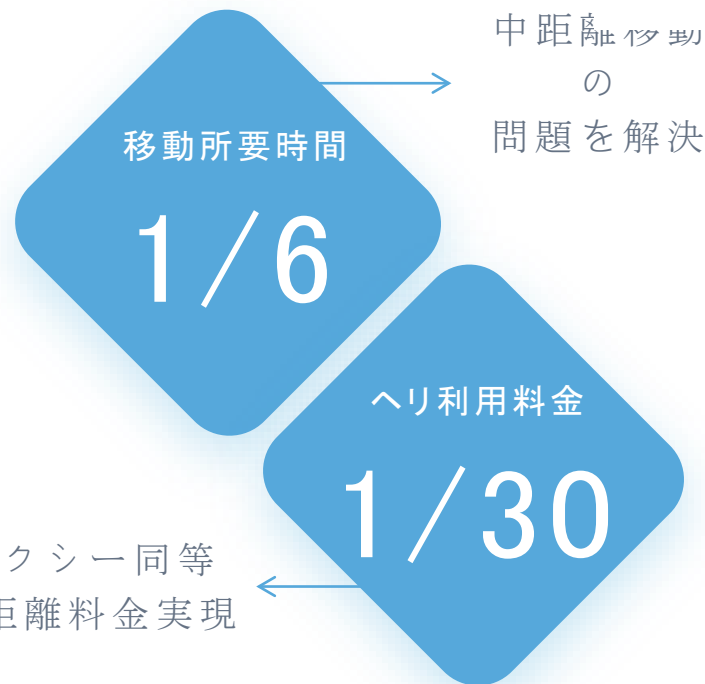 中距離移動
の
問題を解決
移動所要時間
1/6
ヘリ利用料金
1/30
クシー同等
距離料金実現